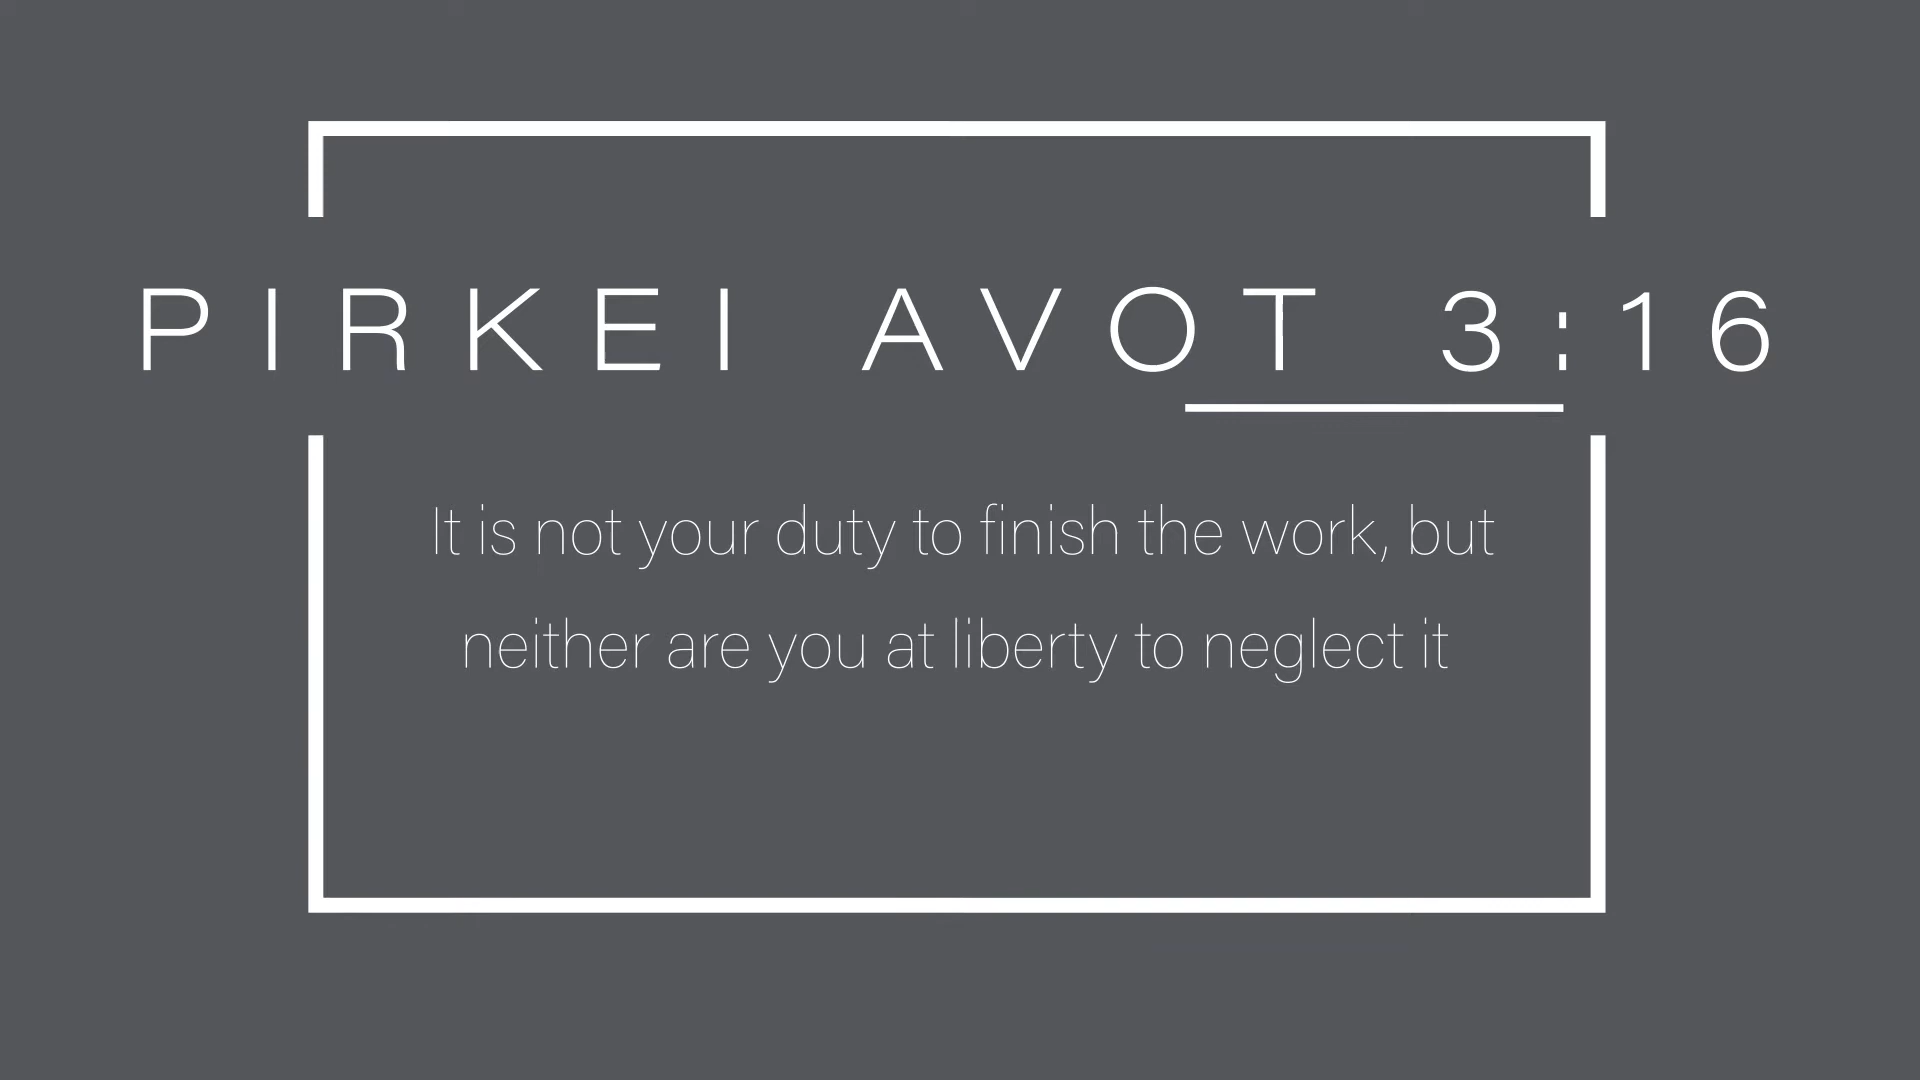 PIRKEI AVOT 3:16
It is not your duty to finish the work, but
neither are you at liberty to neglect it